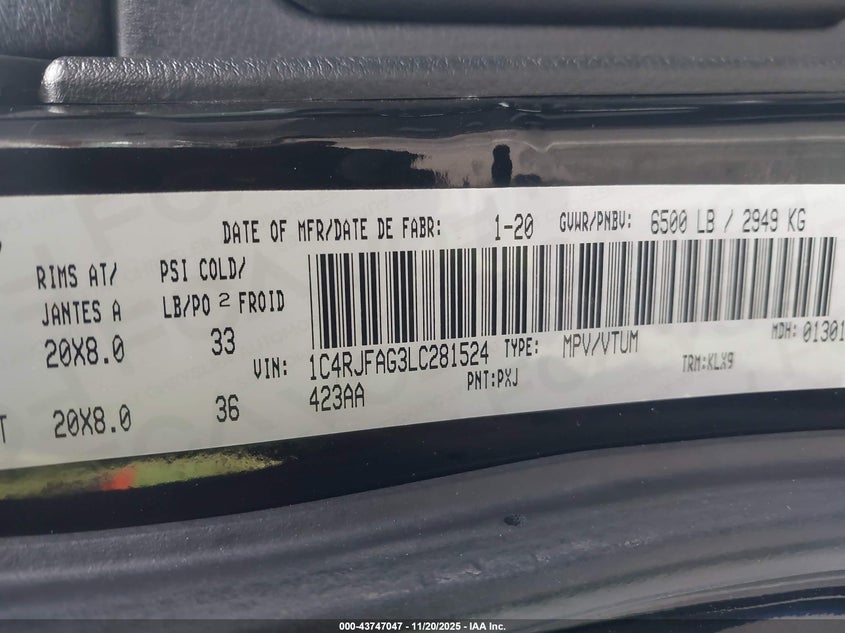 DATE OF MFR/DATE DE FABR: 1-20 GVWR/PNBV: 6500 LB / 2949 KG
RIMS AT/ PSI COLD/
JANTES A LB/PO 2 FROID
20X8.0 33
VIN: 1C4RJFAG3LC281524 TYPE: MPV/VTUM MDH: 01301
PNT:PXJ TRM:KLX9
20X8.0 36 423AA
000-43747047 — 11/20/2025 — IAA Inc.